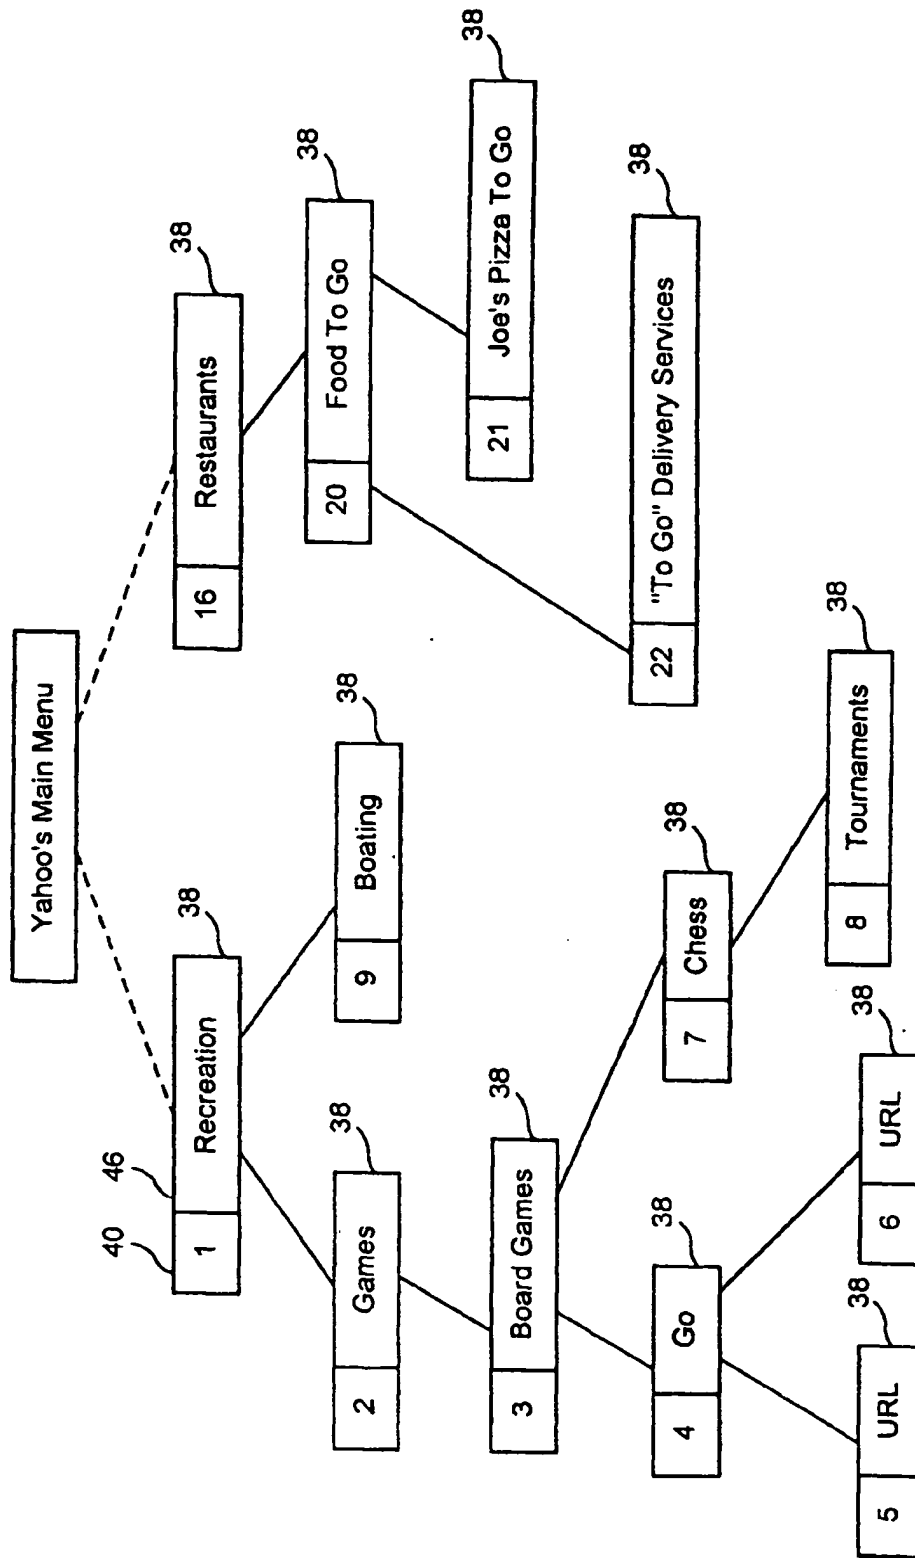 Yahoo's Main Menu
40
46
1 Recreation
38
16 Restaurants
38
2 Games
38
9 Boating
38
20 Food To Go
38
3 Board Games
38
21 Joe's Pizza To Go
38
4 Go
38
7 Chess
38
22 "To Go" Delivery Services
38
5 URL
38
6 URL
38
8 Tournaments
38